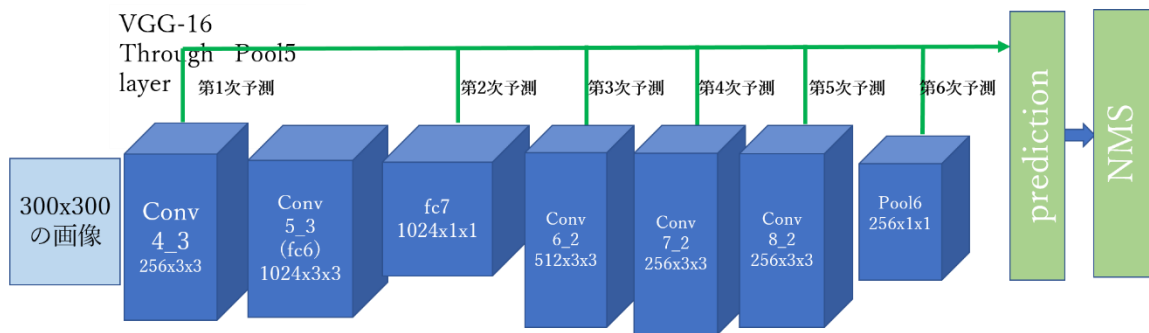 VGG-16
Through Pool5
layer
第1次予測
第2次予測
第3次予測
第4次予測
第5次予測
第6次予測
300x300
の画像
Conv
4_3
256x3x3
Conv
5_3
(fc6)
1024x3x3
fc7
1024x1x1
Conv
6_2
512x3x3
Conv
7_2
256x3x3
Conv
8_2
256x3x3
Pool6
256x1x1
prediction
NMS